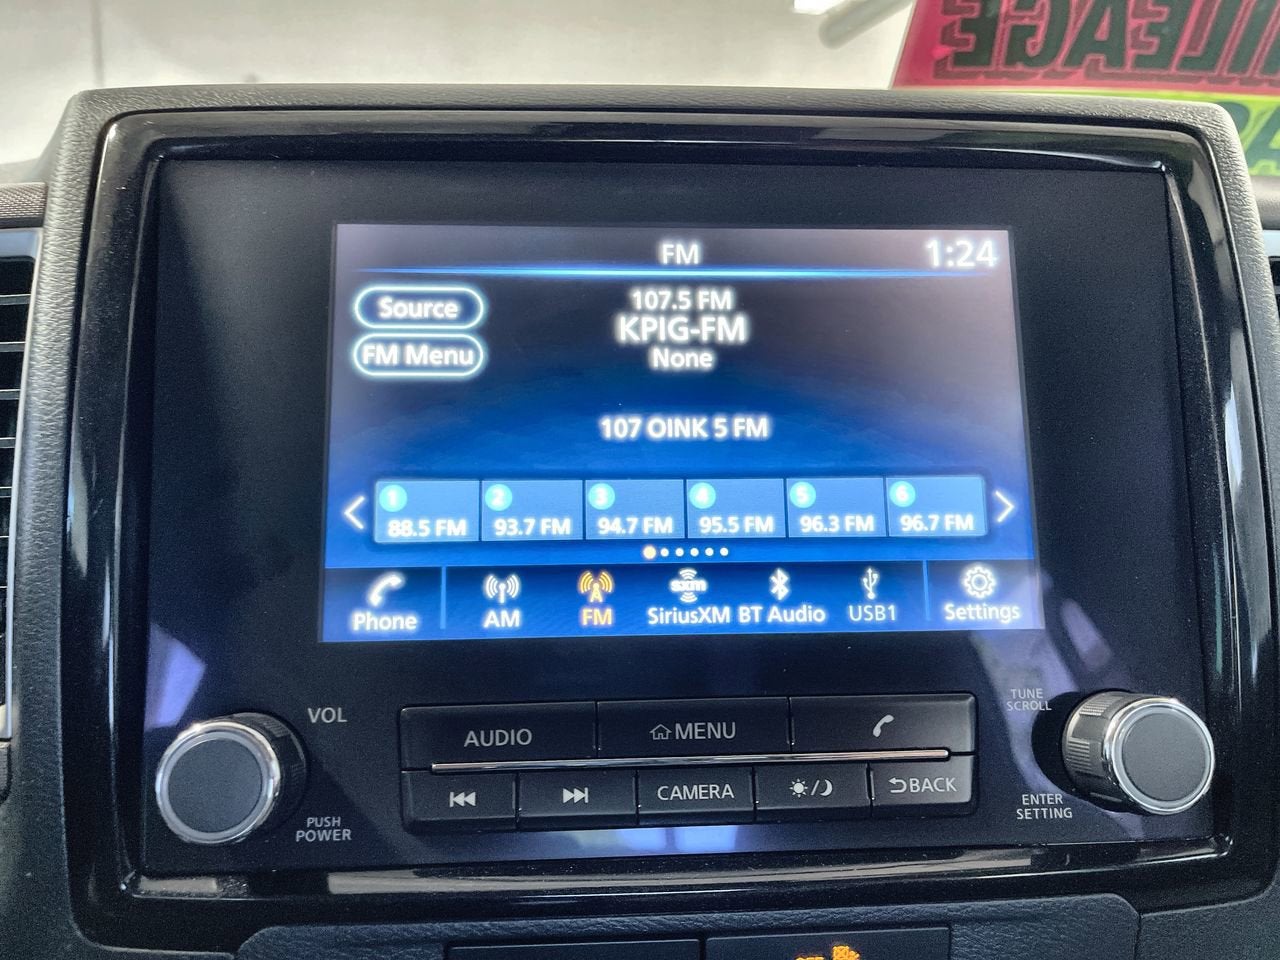 MILEAGE
FM
1:24
Source
FM Menu
107.5 FM
KPIG-FM
None
107 OINK 5 FM
1
88.5 FM
2
93.7 FM
3
94.7 FM
4
95.5 FM
5
96.3 FM
6
96.7 FM
Phone
AM
FM
sxm
SiriusXM
BT Audio
USB1
Settings
VOL
PUSH
POWER
AUDIO
MENU
CAMERA
BACK
TUNE
SCROLL
ENTER
SETTING
OFF